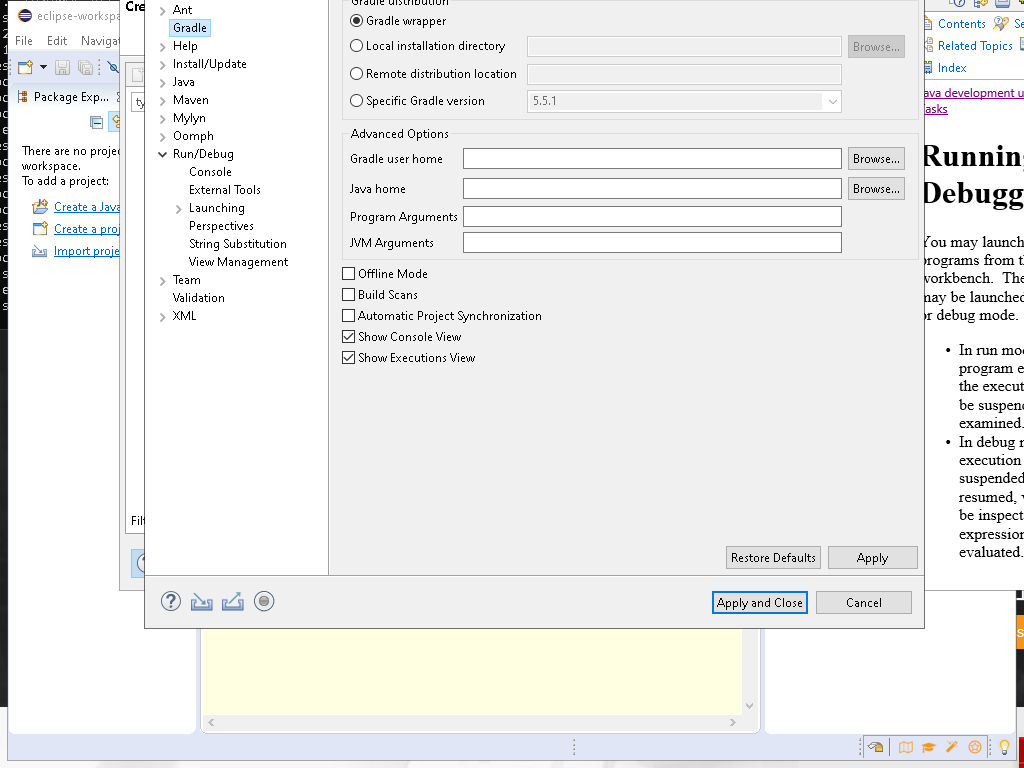 eclipse-workspa
File Edit Navigat
Package Exp...
There are no projec
workspace.
To add a project:
Create a Java
Create a proj
Import proje
Cre
ty
Filt
Ant
Gradle
Help
Install/Update
Java
Maven
Mylyn
Oomph
Run/Debug
Console
External Tools
Launching
Perspectives
String Substitution
View Management
Team
Validation
XML
Gradle distribution
Gradle wrapper
Local installation directory
Browse...
Remote distribution location
Specific Gradle version
5.5.1
Advanced Options
Gradle user home
Browse...
Java home
Browse...
Program Arguments
JVM Arguments
Offline Mode
Build Scans
Automatic Project Synchronization
Show Console View
Show Executions View
Restore Defaults
Apply
Apply and Close
Cancel
Contents
Se
Related Topics
Index
ava development u
asks
Running
Debugg
You may launch
programs from th
workbench. The
may be launched
or debug mode.
• In run mod
program e
the execut
be suspend
examined.
• In debug m
execution
suspended
resumed, v
be inspect
expression
evaluated.